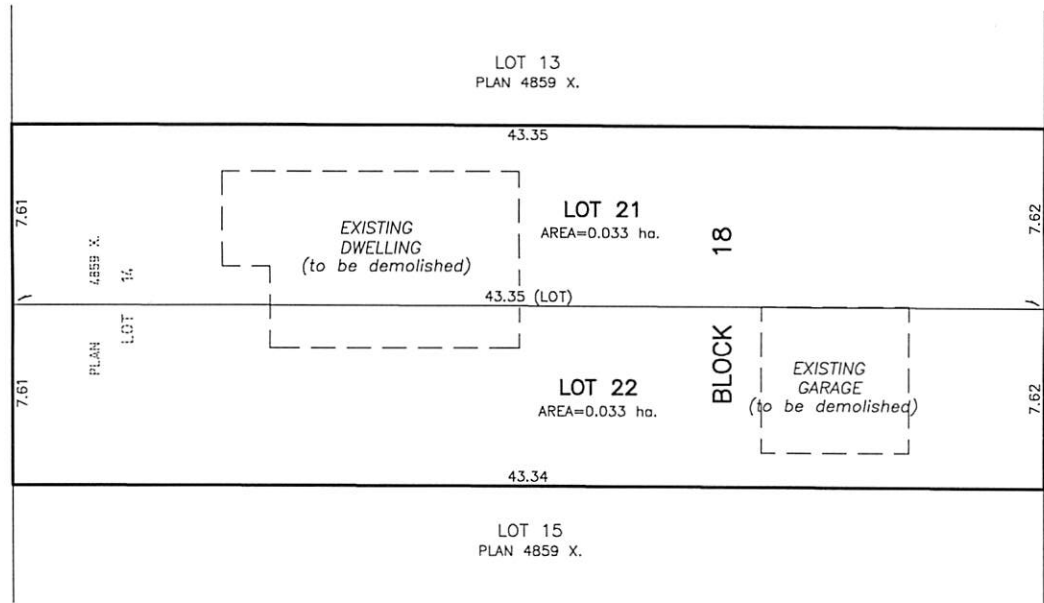 LOT 13
PLAN 4859 X.
43.35
7.61
EXISTING
DWELLING
(to be demolished)
LOT 21
AREA=0.033 ha.
18
7.62
PLAN 4859 X.
LOT 14
43.35 (LOT)
7.61
LOT 22
AREA=0.033 ha.
BLOCK
EXISTING
GARAGE
(to be demolished)
7.62
43.34
LOT 15
PLAN 4859 X.